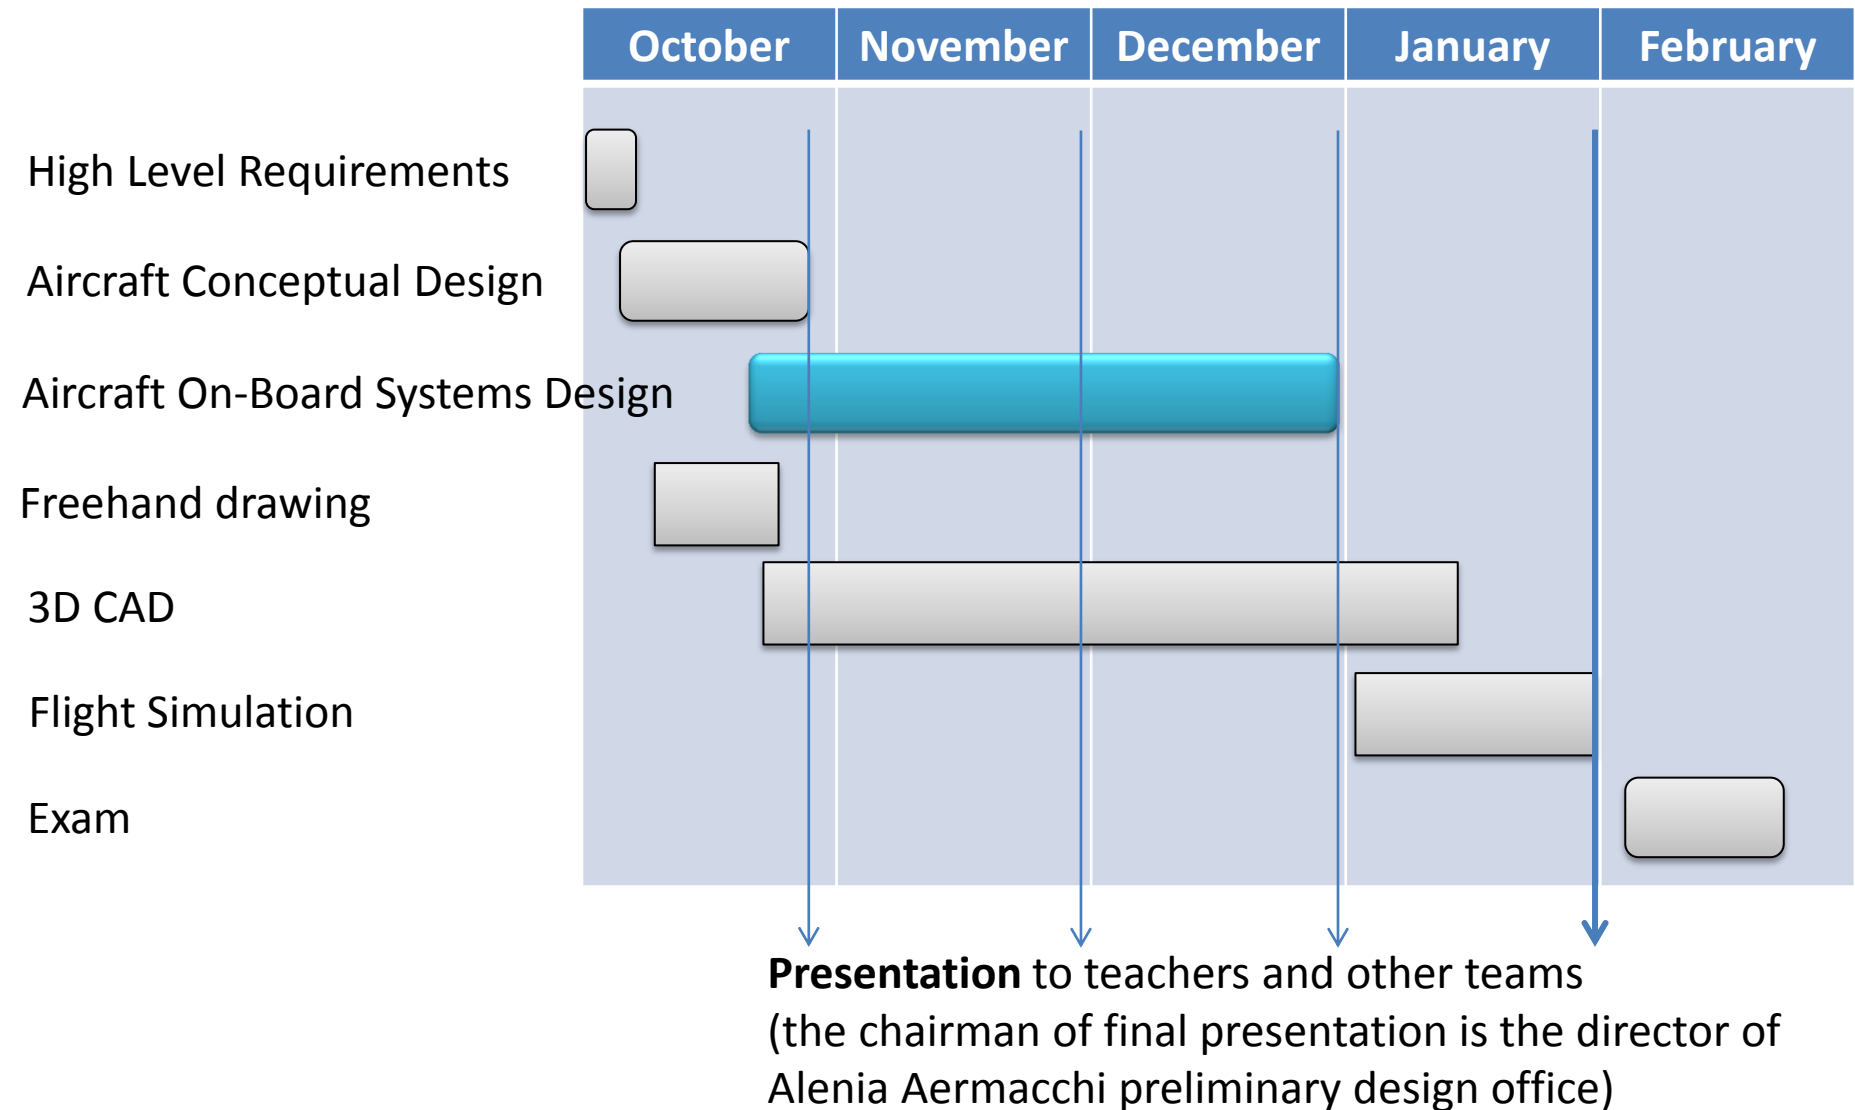 October November December January February
High Level Requirements
Aircraft Conceptual Design
Aircraft On-Board Systems Design
Freehand drawing
3D CAD
Flight Simulation
Exam
Presentation to teachers and other teams
(the chairman of final presentation is the director of
Alenia Aermacchi preliminary design office)